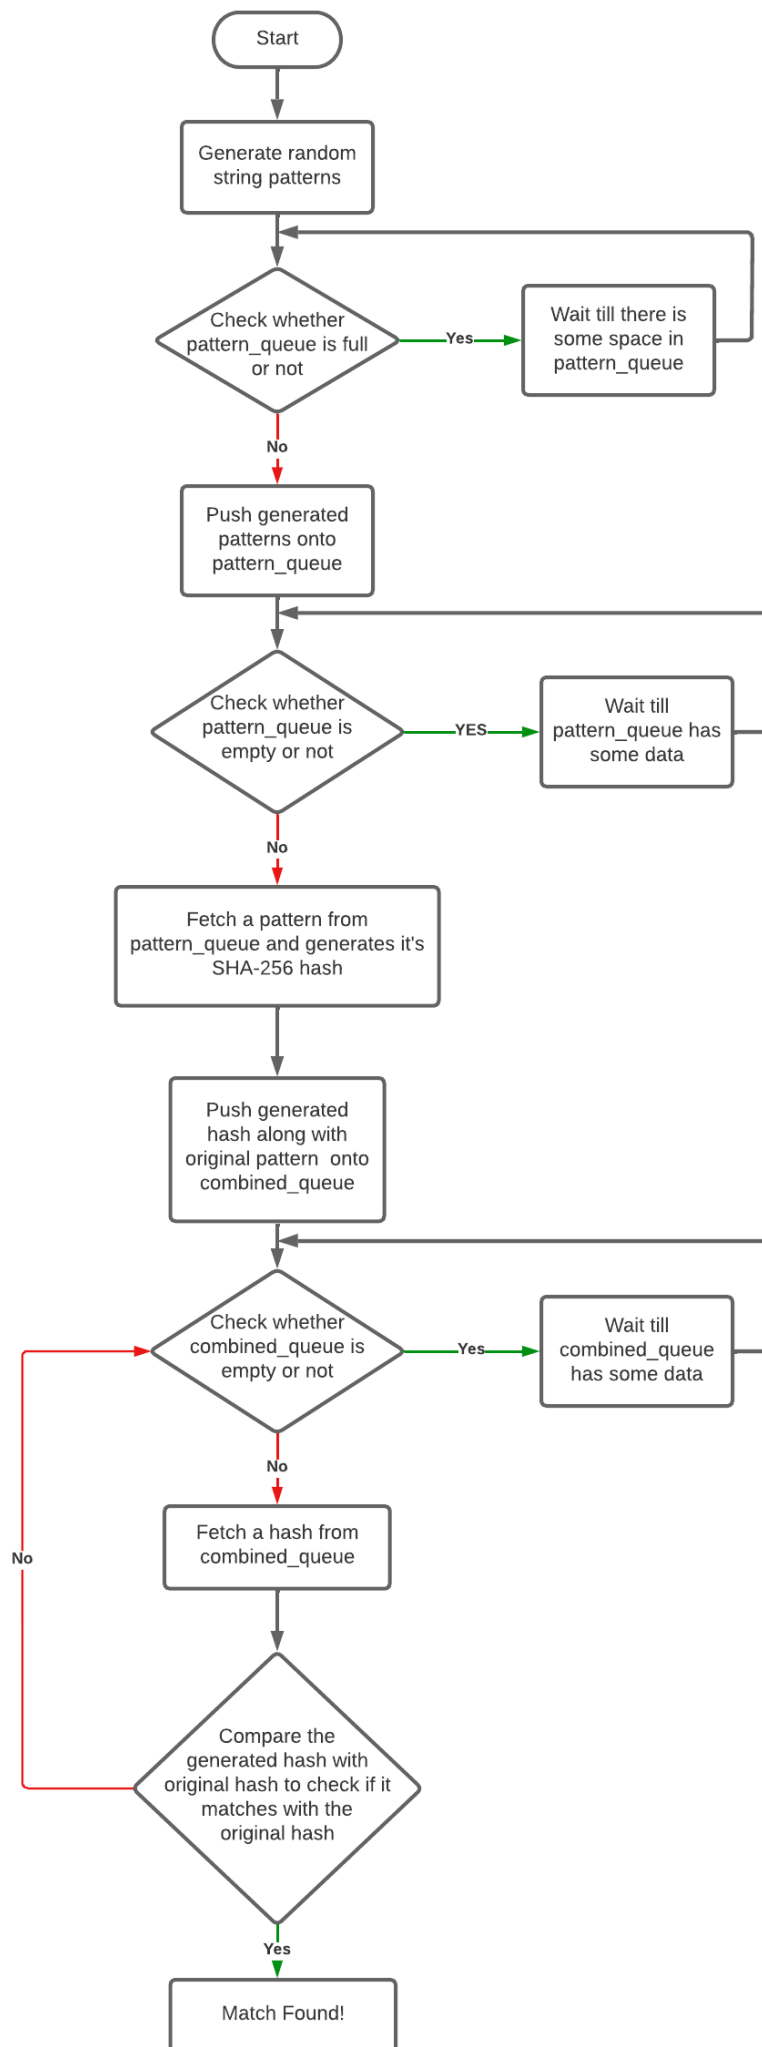 Start
Generate random
string patterns
Check whether
pattern_queue is full
or not
Yes
Wait till there is
some space in
pattern_queue
No
Push generated
patterns onto
pattern_queue
Check whether
pattern_queue is
empty or not
YES
Wait till
pattern_queue has
some data
No
Fetch a pattern from
pattern_queue and generates it's
SHA-256 hash
Push generated
hash along with
original pattern  onto
combined_queue
Check whether
combined_queue is
empty or not
Yes
Wait till
combined_queue
has some data
No
Fetch a hash from
combined_queue
No
Compare the
generated hash with
original hash to check if it
matches with the
original hash
Yes
Match Found!